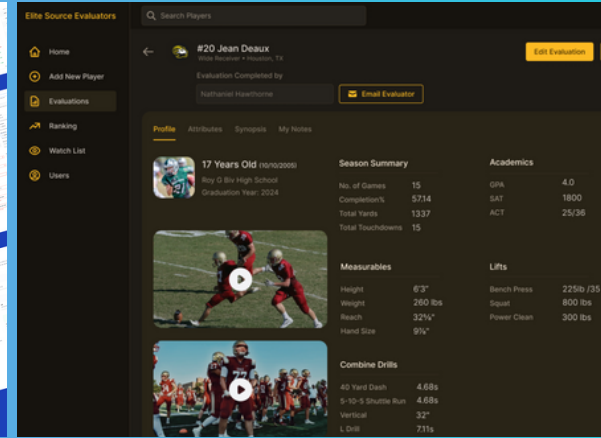 Elite Source Evaluators
Search Players
Home
Add New Player
Evaluations
Ranking
Watch List
Users
#20 Jean Deaux
Wide Receiver • Houston, TX
Edit Evaluation
Evaluation Completed by
Nathaniel Hawthorne
Email Evaluator
Profile Attributes Synopsis My Notes
17 Years Old (10/10/2005)
Roy G Biv High School
Graduation Year: 2024
Season Summary
No. of Games 15
Completion% 57.14
Total Yards 1337
Total Touchdowns 15
Academics
GPA 4.0
SAT 1800
ACT 25/36
Measurables
Height 6'3"
Weight 260 lbs
Reach 32⅝"
Hand Size 9⅞"
Lifts
Bench Press 225lb /35
Squat 800 lbs
Power Clean 300 lbs
Combine Drills
40 Yard Dash 4.68s
5-10-5 Shuttle Run 4.68s
Vertical 32"
L Drill 7.11s